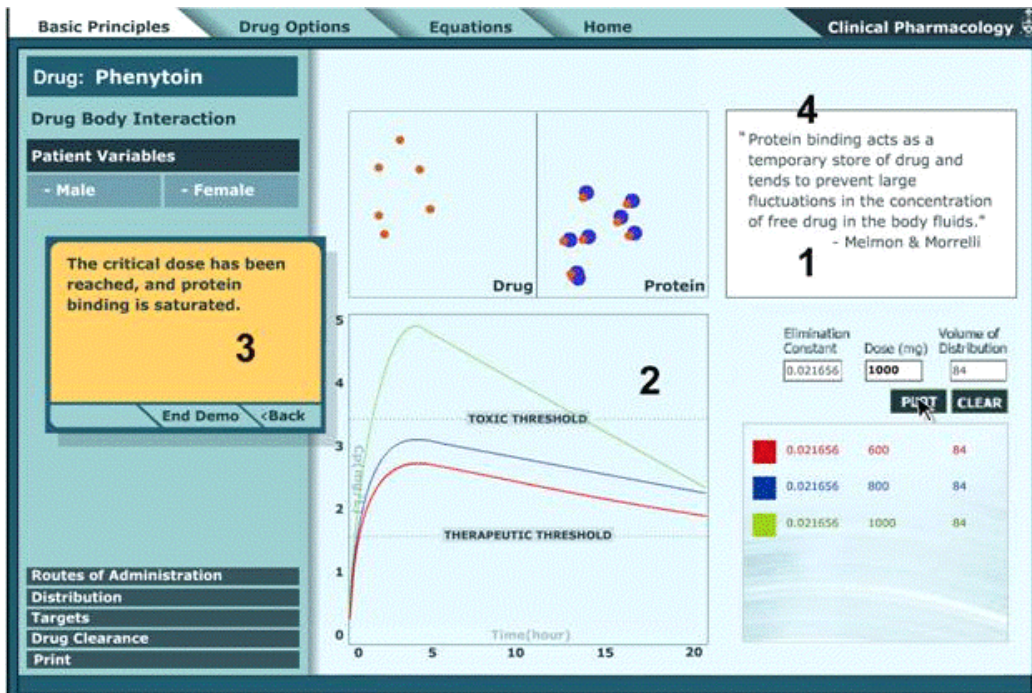 Basic Principles
Drug Options
Equations
Home
Clinical Pharmacology
Drug: Phenytoin
Drug Body Interaction
Patient Variables
- Male
- Female
The critical dose has been
reached, and protein
binding is saturated.
3
End Demo
<Back
Routes of Administration
Distribution
Targets
Drug Clearance
Print
Drug
Protein
4
"Protein binding acts as a
temporary store of drug and
tends to prevent large
fluctuations in the concentration
of free drug in the body fluids."
- Melmon & Morrelli
1
5
4
3
2
1
0
Cp(mg/L)
2
TOXIC THRESHOLD
THERAPEUTIC THRESHOLD
Time(hour)
0 5 10 15 20
Elimination
Constant
Dose (mg)
Volume of
Distribution
0.021656 1000 84
PLOT CLEAR
0.021656 600 84
0.021656 800 84
0.021656 1000 84